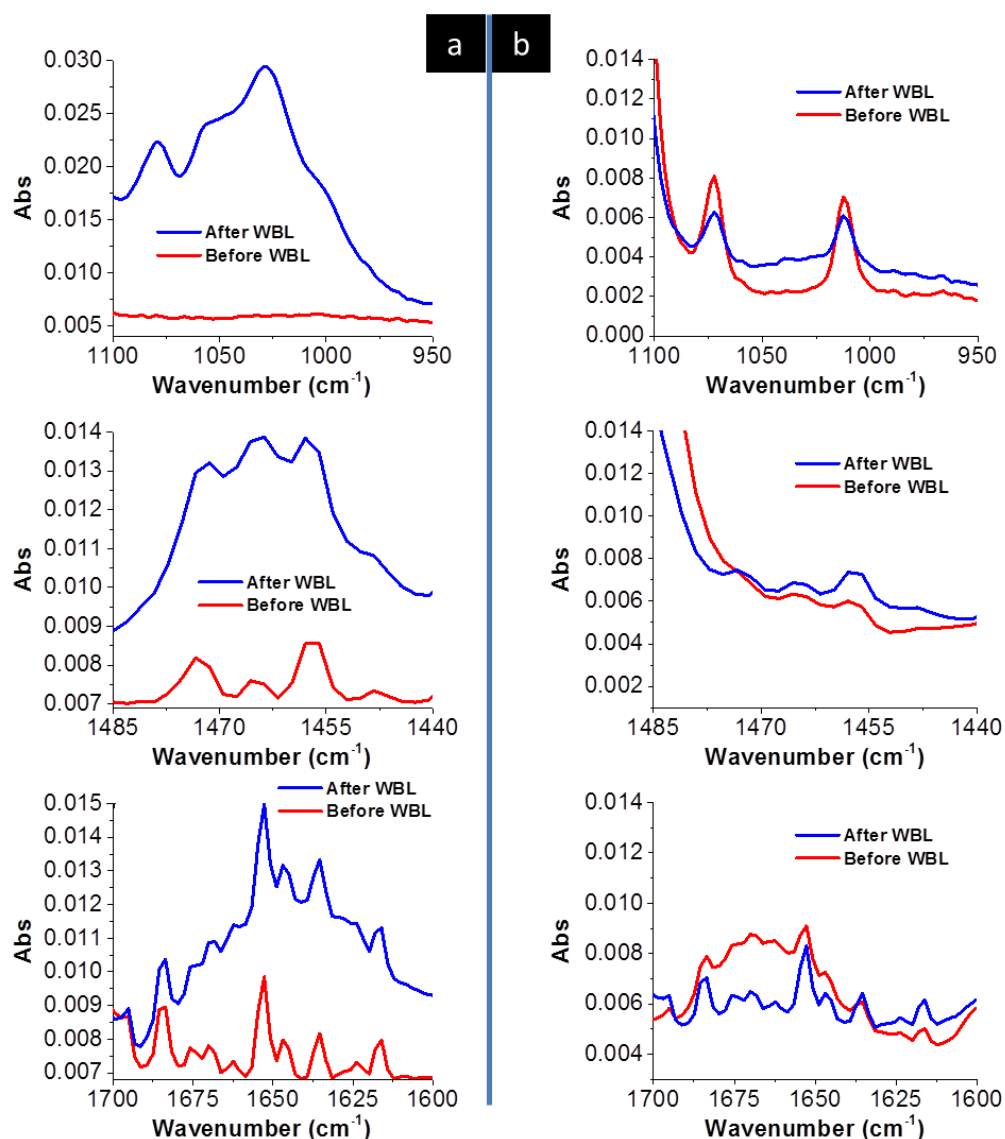 a
b
0.030
0.025
0.020
0.015
0.010
0.005
Abs
After WBL
Before WBL
1100
1050
1000
950
Wavenumber (cm-1)
0.014
0.012
0.010
0.008
0.006
0.004
0.002
0.000
Abs
After WBL
Before WBL
1100
1050
1000
950
Wavenumber (cm-1)
0.014
0.013
0.012
0.011
0.010
0.009
0.008
0.007
Abs
After WBL
Before WBL
1485
1470
1455
1440
Wavenumber (cm-1)
0.014
0.012
0.010
0.008
0.006
0.004
0.002
Abs
After WBL
Before WBL
1485
1470
1455
1440
Wavenumber (cm-1)
0.015
0.014
0.013
0.012
0.011
0.010
0.009
0.008
0.007
Abs
After WBL
Before WBL
1700
1675
1650
1625
1600
Wavenumber (cm-1)
0.014
0.012
0.010
0.008
0.006
0.004
Abs
After WBL
Before WBL
1700
1675
1650
1625
1600
Wavenumber (cm-1)